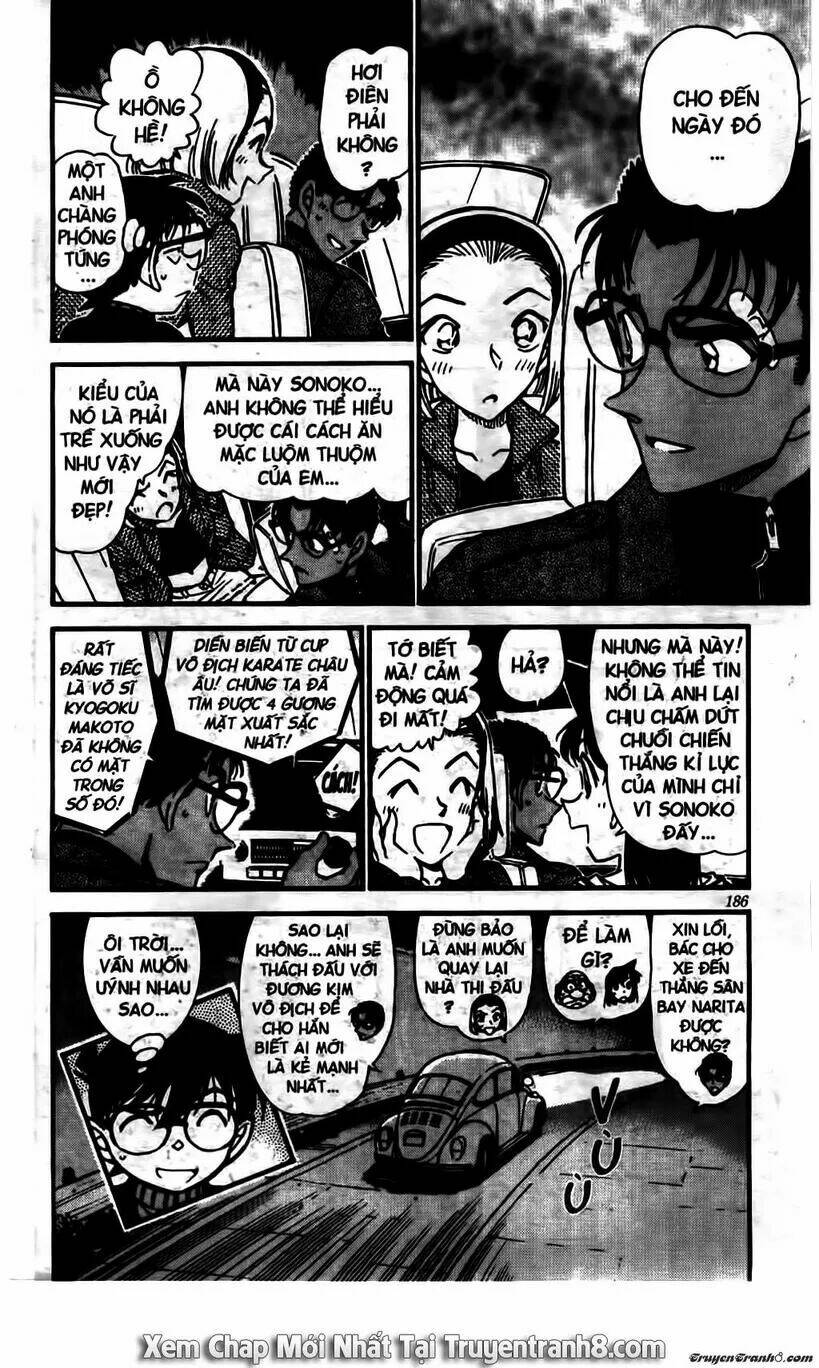 CHO ĐẾN
NGÀY ĐÓ
...
HƠI
ĐIÊN
PHẢI
KHÔNG
?
Ồ
KHÔNG
HỀ!
MỘT
ANH
CHÀNG
PHÓNG
TÚNG
...
MÀ NÀY SONOKO...
ANH KHÔNG THỂ HIỂU
ĐƯỢC CÁI CÁCH ĂN
MẶC LUỘM THUỘM
CỦA EM...
KIỂU CỦA
NÓ LÀ PHẢI
TRỄ XUỐNG
NHƯ VẬY
MỚI
ĐẸP!
NHƯNG MÀ NÀY!
KHÔNG THỂ TIN
NỔI LÀ ANH LẠI
CHỊU CHẤM DỨT
CHUỖI CHIẾN
THẮNG KỈ LỤC
CỦA MÌNH CHỈ
VÌ SONOKO
ĐẤY...
HẢ?
TỚ BIẾT
MÀ! CẢM
ĐỘNG QUÁ
ĐI MẤT!
DIỄN BIẾN TỪ CUP
VÔ ĐỊCH KARATE CHÂU
ÂU! CHÚNG TA ĐÃ
TÌM ĐƯỢC 4 GƯƠNG
MẶT XUẤT SẮC
NHẤT!
CÁCH!
RẤT
ĐÁNG TIẾC
LÀ VÕ SĨ
KYOGOKU
MAKOTO
ĐÃ KHÔNG
CÓ MẶT
TRONG
SỐ ĐÓ!
186
XIN LỖI,
BÁC CHO
XE ĐẾN
THẲNG SÂN
BAY NARITA
ĐƯỢC
KHÔNG?
ĐỂ LÀM
GÌ?
ĐỪNG BẢO
LÀ ANH MUỐN
QUAY LẠI
NHÀ THI ĐẤU
?
SAO LẠI
KHÔNG... ANH SẼ
THÁCH ĐẤU VỚI
ĐƯƠNG KIM
VÔ ĐỊCH ĐỂ
CHO HẮN
BIẾT AI MỚI
LÀ KẺ MẠNH
NHẤT...
ÔI TRỜI...
VẪN MUỐN
UÝNH NHAU
SAO...
VÙ
Ù
Xem Chap Mới Nhất Tại Truyentranh8.com
TruyenTranh8.com